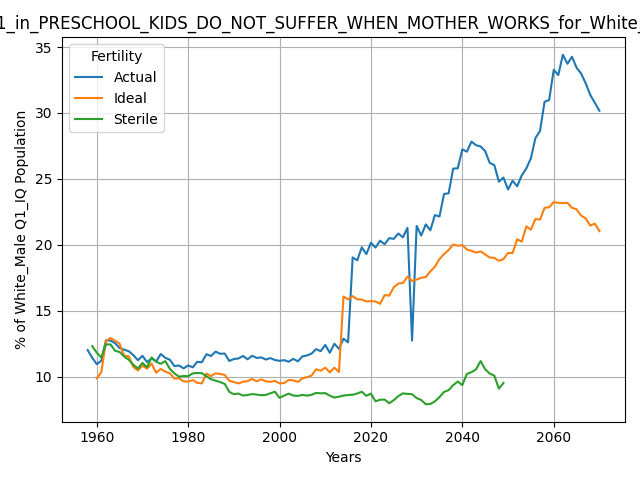 1_in_PRESCHOOL_KIDS_DO_NOT_SUFFER_WHEN_MOTHER_WORKS_for_White_
35
30
25
20
15
10
% of White_Male Q1_IQ Population
Fertility
Actual
Ideal
Sterile
1960 1980 2000 2020 2040 2060
Years